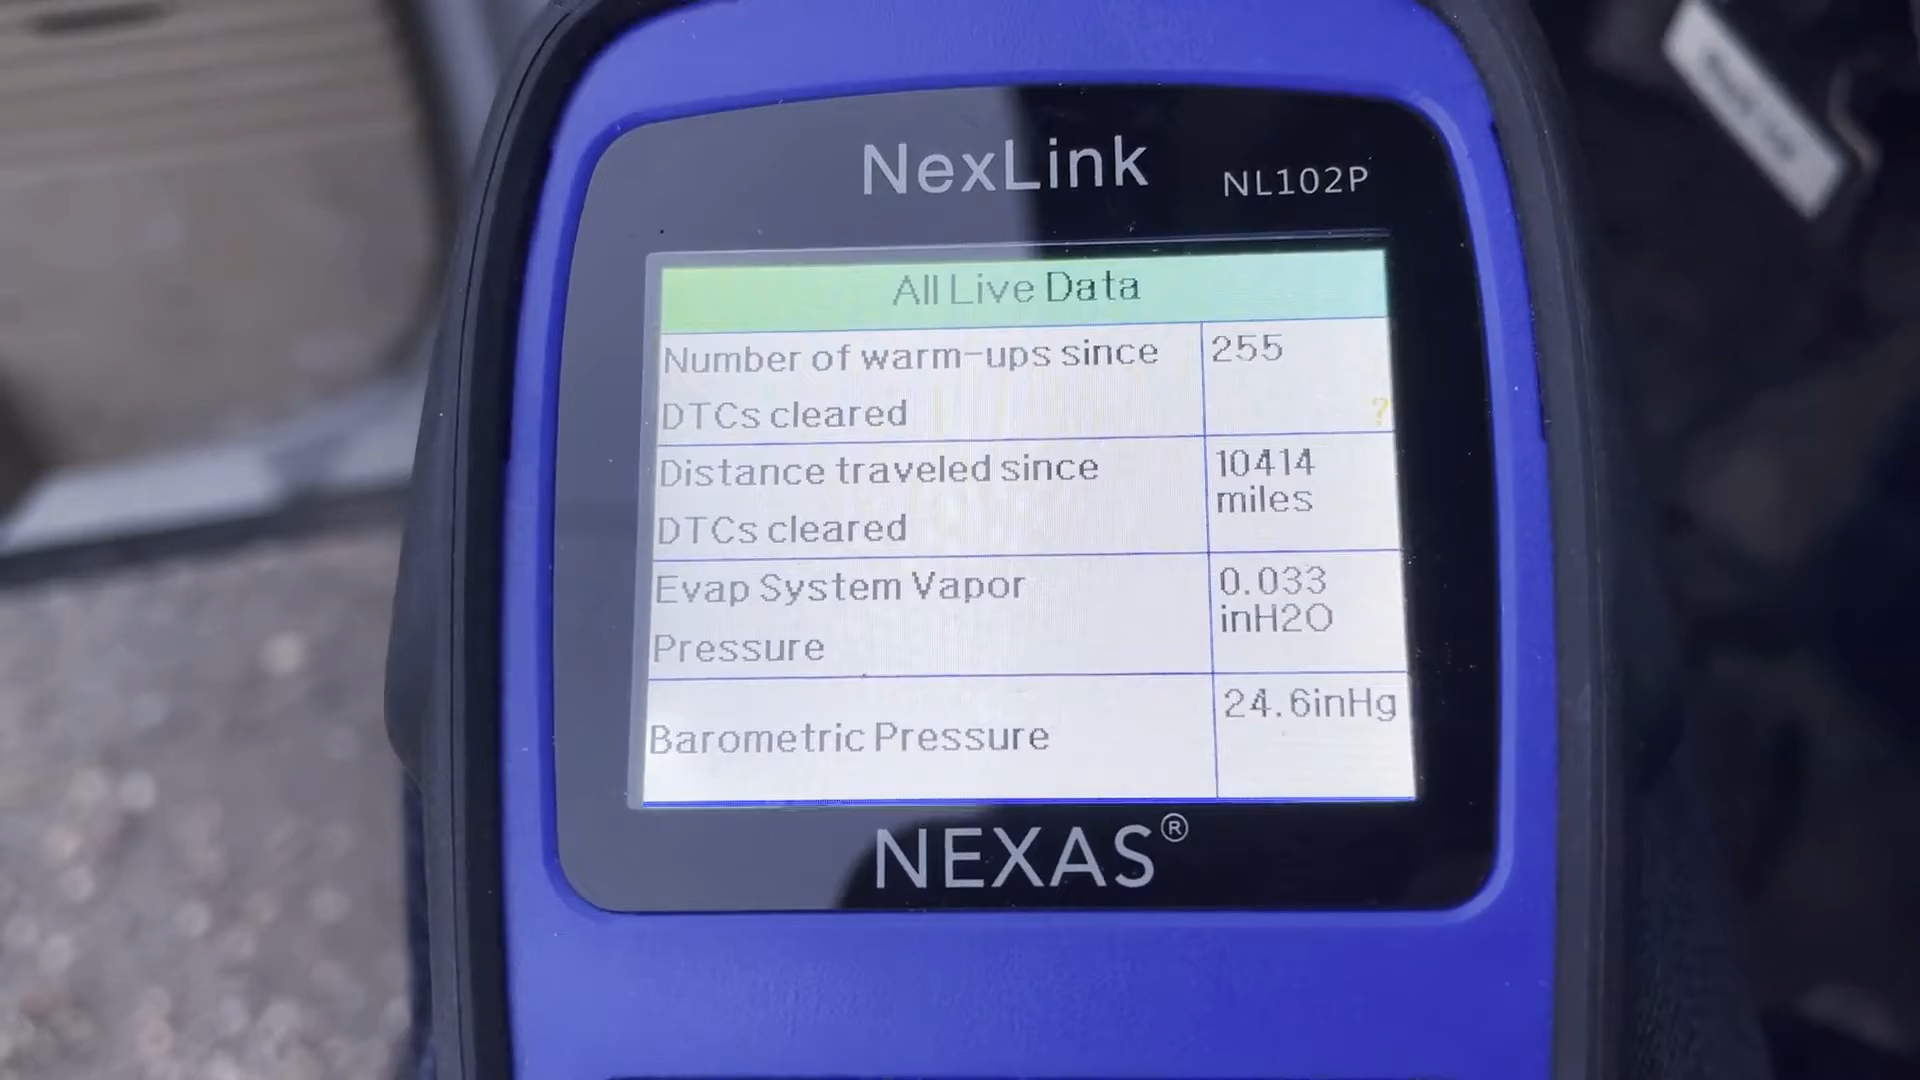 NexLink NL102P
All Live Data
Number of warm-ups since 255
DTCs cleared ?
Distance traveled since 10414
miles
DTCs cleared
Evap System Vapor 0.033
inH2O
Pressure
24.6inHg
Barometric Pressure
NEXAS®